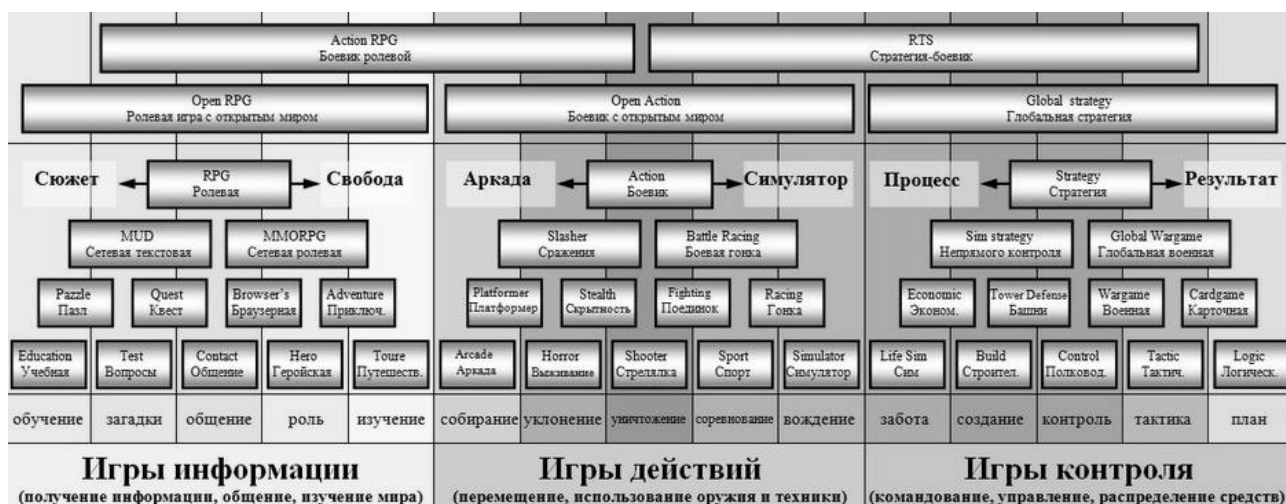 Action RPG
Боевик ролевой
RTS
Стратегия-боевик
Open RPG
Ролевая игра с открытым миром
Open Action
Боевик с открытым миром
Global strategy
Глобальная стратегия
Сюжет
RPG
Ролевая
Свобода
Аркада
Action
Боевик
Симулятор
Процесс
Strategy
Стратегия
Результат
MUD
Сетевая текстовая
MMORPG
Сетевая ролевая
Slasher
Сражения
Battle Racing
Боевая гонка
Sim strategy
Непрямого контроля
Global Wargame
Глобальная военная
Pazzle
Пазл
Quest
Квест
Browser's
Браузерная
Adventure
Приключ.
Platformer
Платформер
Stealth
Скрытность
Fighting
Поединок
Racing
Гонка
Economic
Эконом.
Tower Defense
Башни
Wargame
Военная
Cardgame
Карточная
Education
Учебная
Test
Вопросы
Contact
Общение
Hero
Геройская
Toure
Путешеств.
Arcade
Аркада
Horror
Выживание
Shooter
Стрелялка
Sport
Спорт
Simulator
Симулятор
Life Sim
Сим
Build
Строител.
Control
Полковод.
Tactic
Тактич.
Logic
Логическ.
обучение загадки общение роль изучение собирание уклонение уничтожение соревнование вождение забота создание контроль тактика план
Игры информации
(получение информации, общение, изучение мира)
Игры действий
(перемещение, использование оружия и техники)
Игры контроля
(командование, управление, распределение средств)